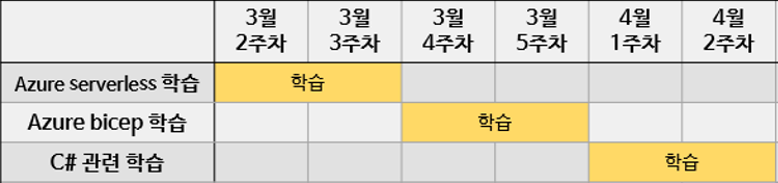 3월 3월 3월 3월 4월 4월
2주차 3주차 4주차 5주차 1주차 2주차
Azure serverless 학습 학습
Azure bicep 학습 학습
C# 관련 학습 학습